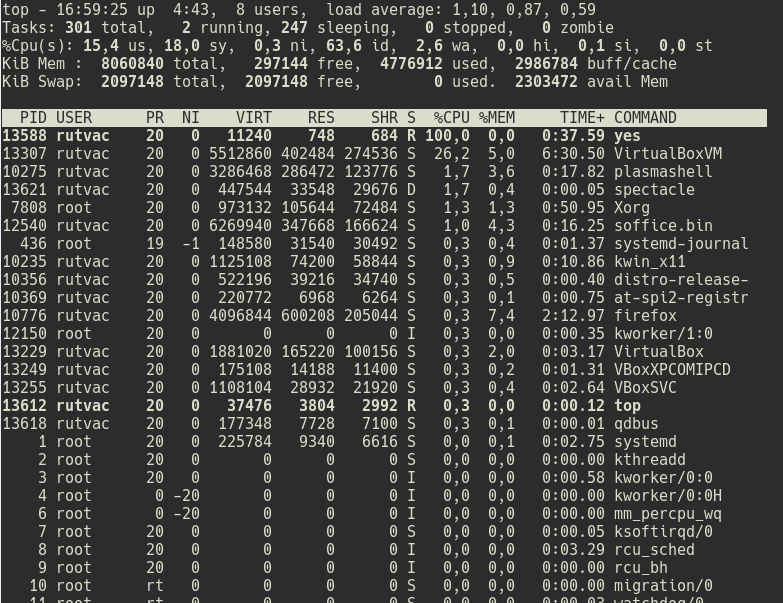 top - 16:59:25 up  4:43,  8 users,  load average: 1,10, 0,87, 0,59
Tasks: 301 total,   2 running, 247 sleeping,   0 stopped,   0 zombie
%Cpu(s): 15,4 us, 18,0 sy,  0,3 ni, 63,6 id,  2,6 wa,  0,0 hi,  0,1 si,  0,0 st
KiB Mem :  8060840 total,   297144 free,  4776912 used,  2986784 buff/cache
KiB Swap:  2097148 total,  2097148 free,        0 used.  2303472 avail Mem
PID USER      PR  NI    VIRT    RES    SHR S  %CPU %MEM     TIME+ COMMAND
13588 rutvac    20   0   11240    748    684 R 100,0  0,0   0:37.59 yes
13307 rutvac    20   0 5512860 402484 274536 S  26,2  5,0   6:30.50 VirtualBoxVM
10275 rutvac    20   0 3286468 286472 123776 S   1,7  3,6   0:17.82 plasmashell
13621 rutvac    20   0  447544  33548  29676 D   1,7  0,4   0:00.05 spectacle
7808 root      20   0  973132 105644  72484 S   1,3  1,3   0:50.95 Xorg
12540 rutvac    20   0 6269940 347668 166624 S   1,0  4,3   0:16.25 soffice.bin
436 root      19  -1  148580  31540  30492 S   0,3  0,4   0:01.37 systemd-journal
10235 rutvac    20   0 1125108  74200  58844 S   0,3  0,9   0:10.86 kwin_x11
10356 rutvac    20   0  522196  39216  34740 S   0,3  0,5   0:00.40 distro-release-
10369 rutvac    20   0  220772   6968   6264 S   0,3  0,1   0:00.75 at-spi2-registr
10776 rutvac    20   0 4096844 600208 205044 S   0,3  7,4   2:12.97 firefox
12150 root      20   0       0      0      0 I   0,3  0,0   0:00.35 kworker/1:0
13229 rutvac    20   0 1881020 165220 100156 S   0,3  2,0   0:03.17 VirtualBox
13249 rutvac    20   0  175108  14188  11400 S   0,3  0,2   0:01.31 VBoxXPCOMIPCD
13255 rutvac    20   0 1108104  28932  21920 S   0,3  0,4   0:02.64 VBoxSVC
13612 rutvac    20   0   37476   3804   2992 R   0,3  0,0   0:00.12 top
13618 rutvac    20   0  177348   7728   7100 S   0,3  0,1   0:00.01 qdbus
1 root      20   0  225784   9340   6616 S   0,0  0,1   0:02.75 systemd
2 root      20   0       0      0      0 S   0,0  0,0   0:00.00 kthreadd
3 root      20   0       0      0      0 I   0,0  0,0   0:00.58 kworker/0:0
4 root       0 -20       0      0      0 I   0,0  0,0   0:00.00 kworker/0:0H
6 root       0 -20       0      0      0 I   0,0  0,0   0:00.00 mm_percpu_wq
7 root      20   0       0      0      0 S   0,0  0,0   0:00.05 ksoftirqd/0
8 root      20   0       0      0      0 I   0,0  0,0   0:03.29 rcu_sched
9 root      20   0       0      0      0 I   0,0  0,0   0:00.00 rcu_bh
10 root      rt   0       0      0      0 S   0,0  0,0   0:00.00 migration/0
11 root      rt   0       0      0      0 S   0,0  0,0   0:00.03 watchdog/0